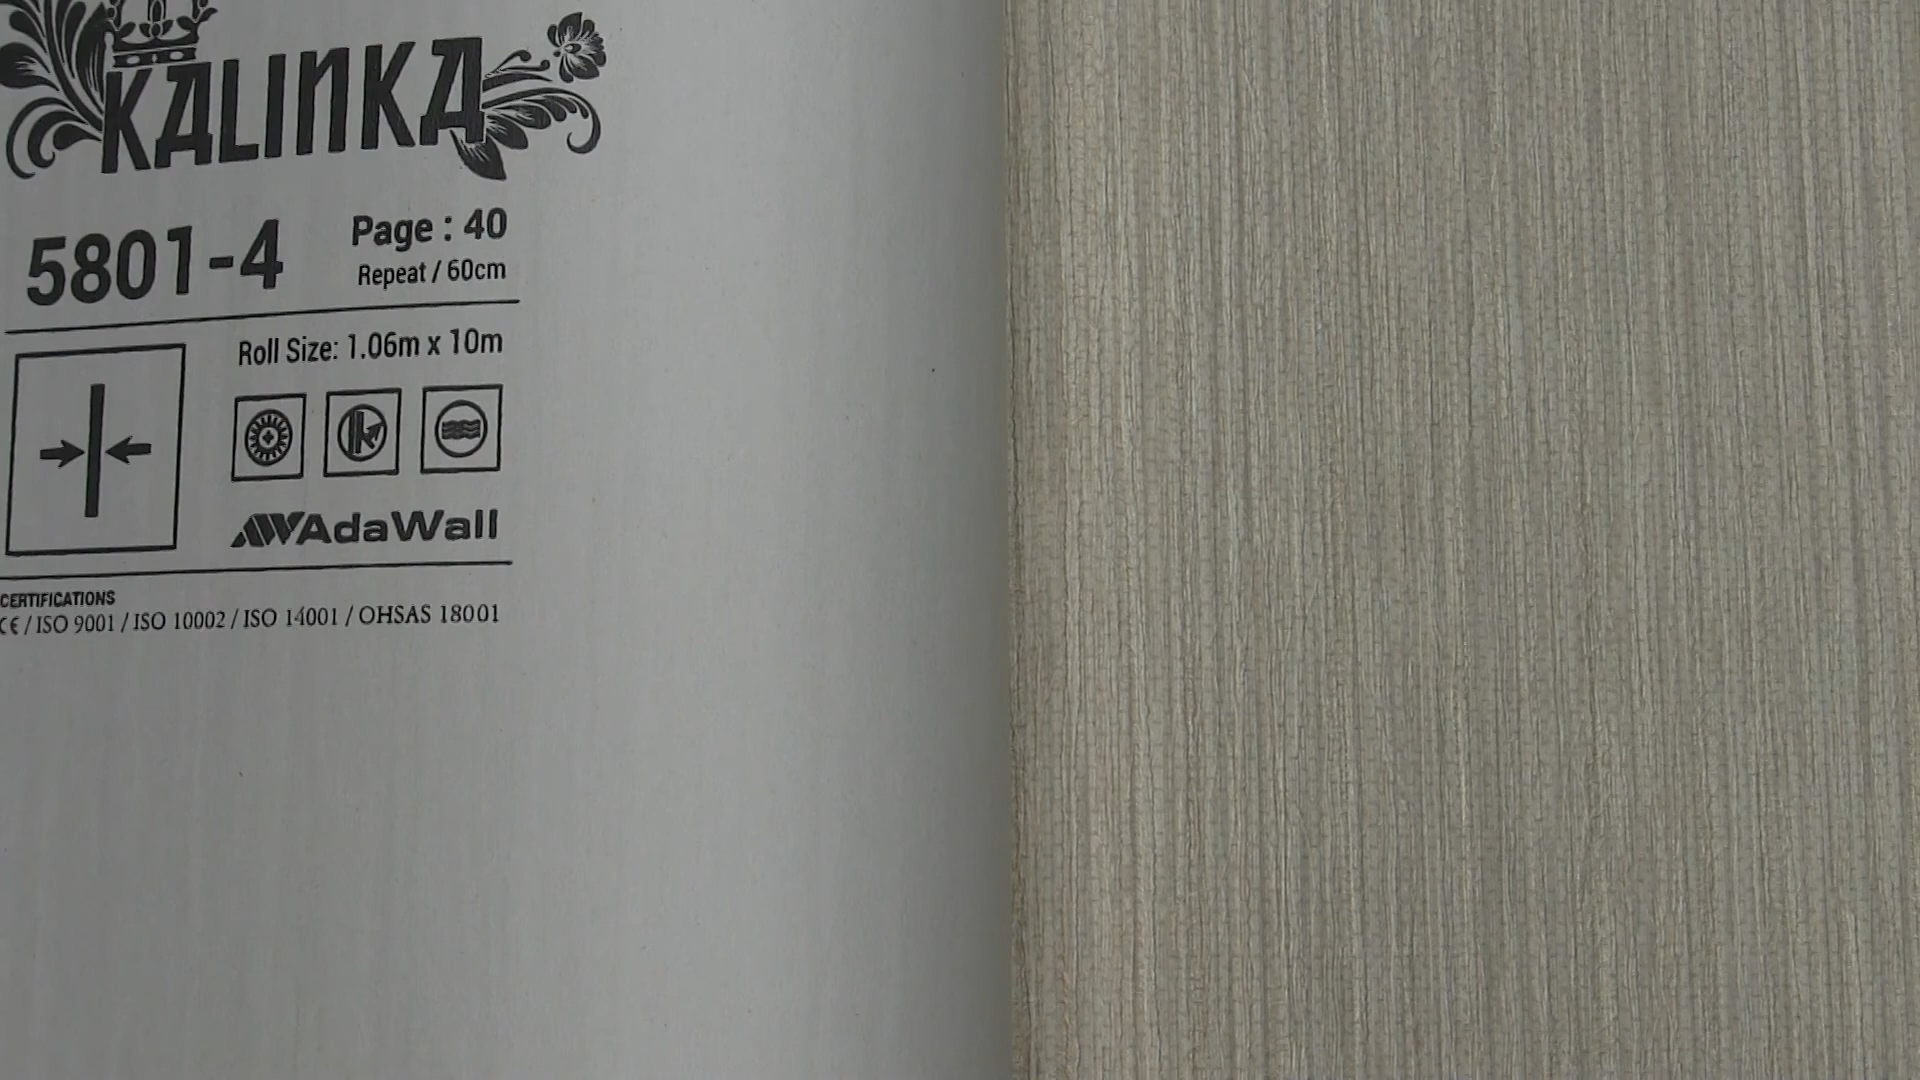 KALINKA
5801-4
Page : 40
Repeat / 60cm
Roll Size: 1.06m x 10m
AdaWall
CERTIFICATIONS
CE / ISO 9001 / ISO 10002 / ISO 14001 / OHSAS 18001